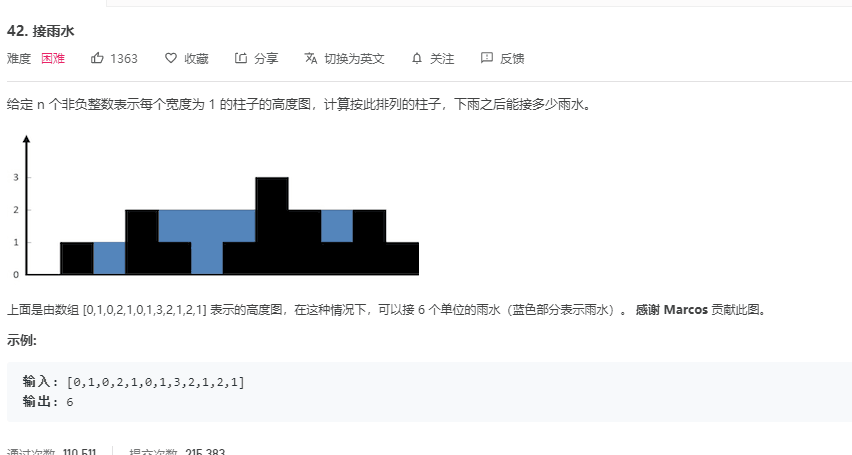 42. 接雨水
难度 困难 1363 收藏 分享 切换为英文 关注 反馈
给定 n 个非负整数表示每个宽度为 1 的柱子的高度图，计算按此排列的柱子，下雨之后能接多少雨水。
3
2
1
0
上面是由数组 [0,1,0,2,1,0,1,3,2,1,2,1] 表示的高度图，在这种情况下，可以接 6 个单位的雨水（蓝色部分表示雨水）。 感谢 Marcos 贡献此图。
示例:
输入: [0,1,0,2,1,0,1,3,2,1,2,1]
输出: 6
通过次数 110,511 提交次数 215,383